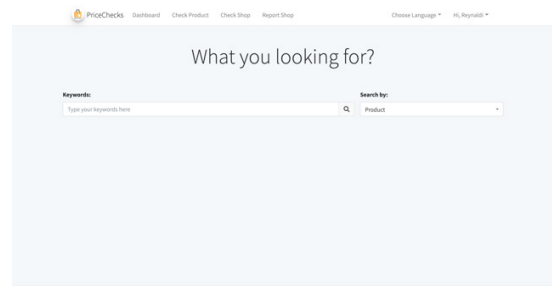 PriceChecks Dashboard Check Product Check Shop Report Shop Choose Language Hi, Reynaldi
What you looking for?
Keywords: Search by:
Type your keywords here Product